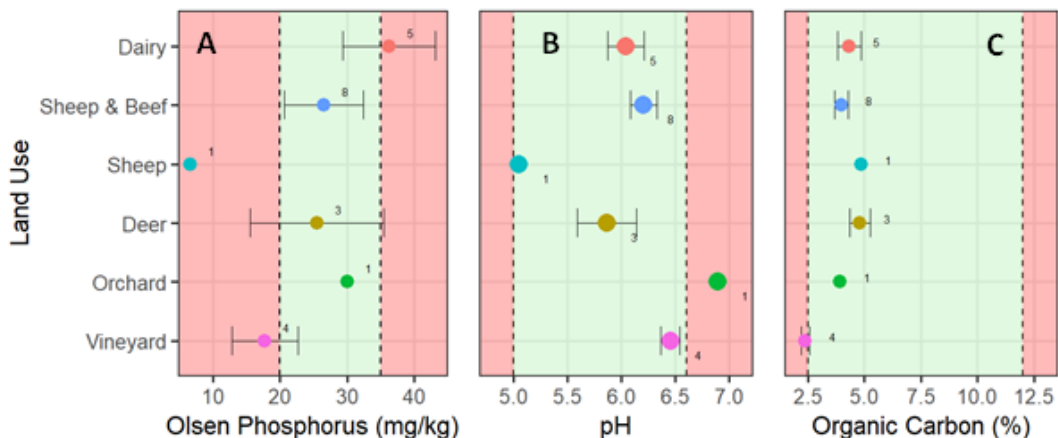 A
B
C
Land Use
Dairy
Sheep & Beef
Sheep
Deer
Orchard
Vineyard
5
8
1
3
1
4
5
8
1
3
1
4
5
8
1
3
1
4
10 20 30 40
5.0 5.5 6.0 6.5 7.0
2.5 5.0 7.5 10.0 12.5
Olsen Phosphorus (mg/kg)
pH
Organic Carbon (%)